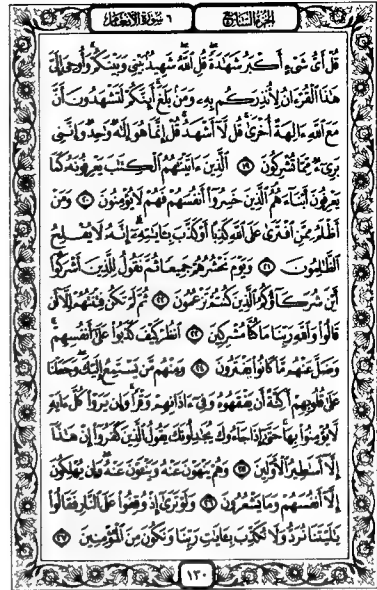 الجزء السابع ٦ سورة الأنعام
قُلْ أَيُّ شَيْءٍ أَكْبَرُ شَهَٰدَةً قُلِ ٱللَّهُ شَهِيدٌۢ بَيْنِي وَبَيْنَكُمْ وَأُوحِيَ إِلَيَّ
هَٰذَا ٱلْقُرْءَانُ لِأُنذِرَكُم بِهِۦ وَمَنۢ بَلَغَ أَئِنَّكُمْ لَتَشْهَدُونَ أَنَّ
مَعَ ٱللَّهِ ءَالِهَةً أُخْرَىٰ قُل لَّآ أَشْهَدُ قُلْ إِنَّمَا هُوَ إِلَٰهٌ وَٰحِدٌ وَإِنَّنِي
بَرِيٓءٌ مِّمَّا تُشْرِكُونَ ١٩ ٱلَّذِينَ ءَاتَيْنَٰهُمُ ٱلْكِتَٰبَ يَعْرِفُونَهُۥ كَمَا
يَعْرِفُونَ أَبْنَآءَهُمُ ٱلَّذِينَ خَسِرُوٓا۟ أَنفُسَهُمْ فَهُمْ لَا يُؤْمِنُونَ ٢٠ وَمَنْ
أَظْلَمُ مِمَّنِ ٱفْتَرَىٰ عَلَى ٱللَّهِ كَذِبًا أَوْ كَذَّبَ بِـَٔايَٰتِهِۦٓ إِنَّهُۥ لَا يُفْلِحُ
ٱلظَّٰلِمُونَ ٢١ وَيَوْمَ نَحْشُرُهُمْ جَمِيعًا ثُمَّ نَقُولُ لِلَّذِينَ أَشْرَكُوٓا۟
أَيْنَ شُرَكَآؤُكُمُ ٱلَّذِينَ كُنتُمْ تَزْعُمُونَ ٢٢ ثُمَّ لَمْ تَكُن فِتْنَتُهُمْ إِلَّآ أَن
قَالُوا۟ وَٱللَّهِ رَبِّنَا مَا كُنَّا مُشْرِكِينَ ٢٣ ٱنظُرْ كَيْفَ كَذَبُوا۟ عَلَىٰٓ أَنفُسِهِمْ
وَضَلَّ عَنْهُم مَّا كَانُوا۟ يَفْتَرُونَ ٢٤ وَمِنْهُم مَّن يَسْتَمِعُ إِلَيْكَ وَجَعَلْنَا
عَلَىٰ قُلُوبِهِمْ أَكِنَّةً أَن يَفْقَهُوهُ وَفِيٓ ءَاذَانِهِمْ وَقْرًا وَإِن يَرَوْا۟ كُلَّ ءَايَةٍ
لَّا يُؤْمِنُوا۟ بِهَا حَتَّىٰٓ إِذَا جَآءُوكَ يُجَٰدِلُونَكَ يَقُولُ ٱلَّذِينَ كَفَرُوٓا۟ إِنْ هَٰذَآ
إِلَّآ أَسَٰطِيرُ ٱلْأَوَّلِينَ ٢٥ وَهُمْ يَنْهَوْنَ عَنْهُ وَيَنْـَٔوْنَ عَنْهُ وَإِن يُهْلِكُونَ
إِلَّآ أَنفُسَهُمْ وَمَا يَشْعُرُونَ ٢٦ وَلَوْ تَرَىٰٓ إِذْ وُقِفُوا۟ عَلَى ٱلنَّارِ فَقَالُوا۟
يَٰلَيْتَنَا نُرَدُّ وَلَا نُكَذِّبَ بِـَٔايَٰتِ رَبِّنَا وَنَكُونَ مِنَ ٱلْمُؤْمِنِينَ ٢٧
١٣٠